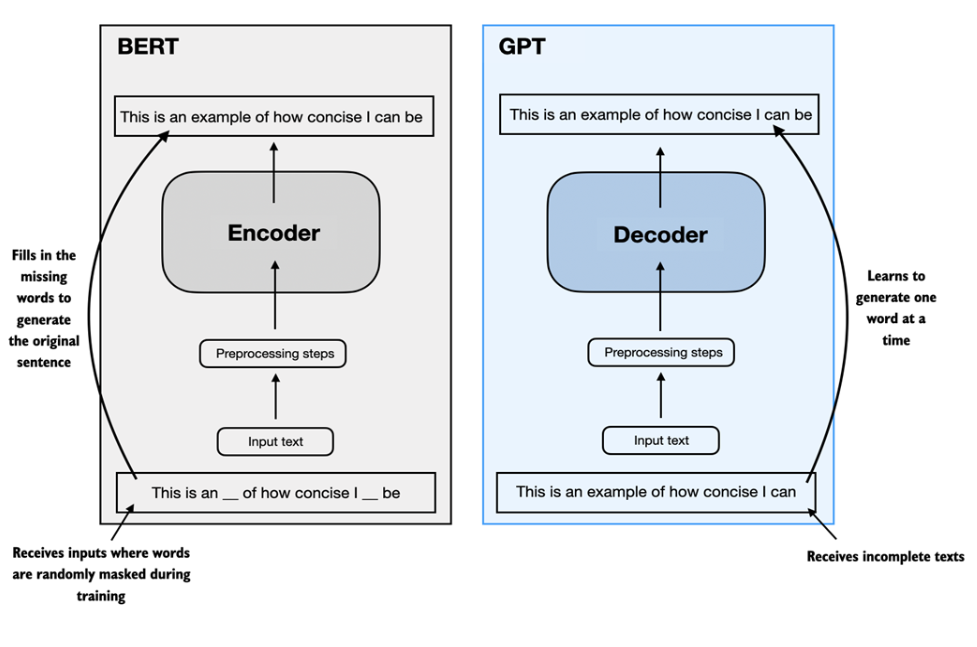 BERT
This is an example of how concise I can be
Encoder
Fills in the
missing
words to
generate
the original
sentence
Preprocessing steps
Input text
This is an __ of how concise I __ be
Receives inputs where words
are randomly masked during
training
GPT
This is an example of how concise I can be
Decoder
Learns to
generate one
word at a
time
Preprocessing steps
Input text
This is an example of how concise I can
Receives incomplete texts